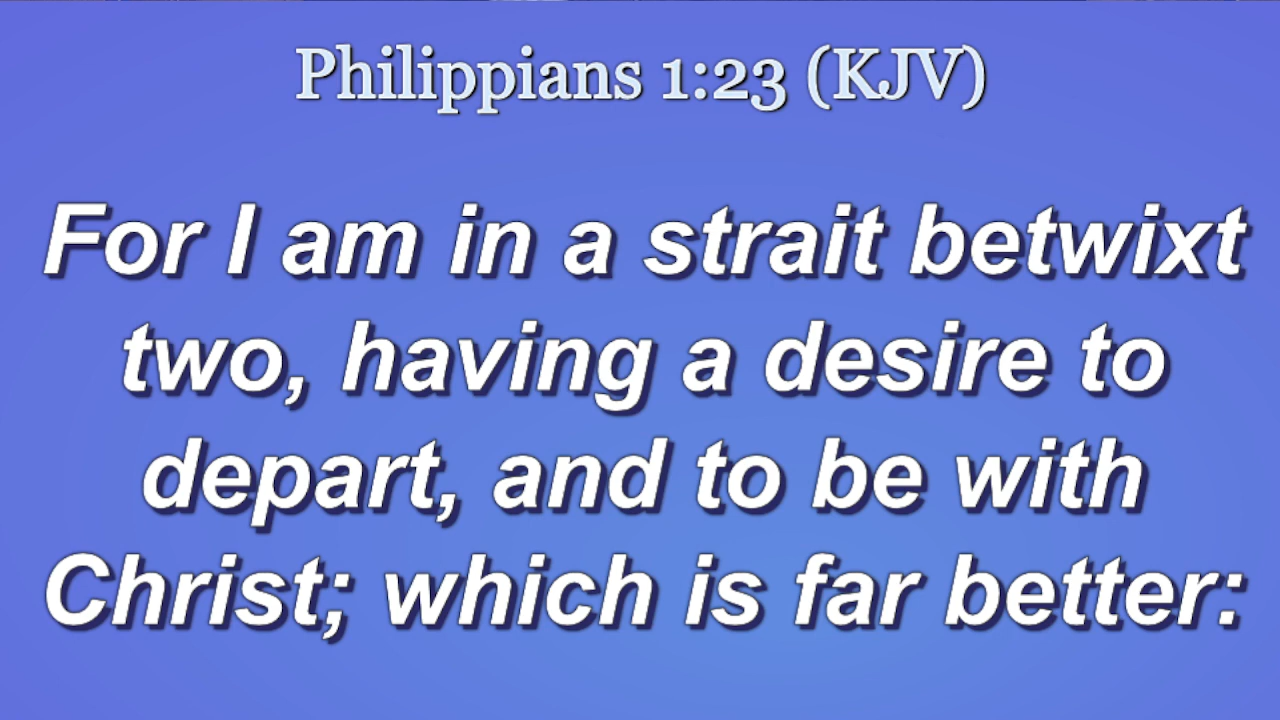 Philippians 1:23 (KJV)
For I am in a strait betwixt
two, having a desire to
depart, and to be with
Christ; which is far better: